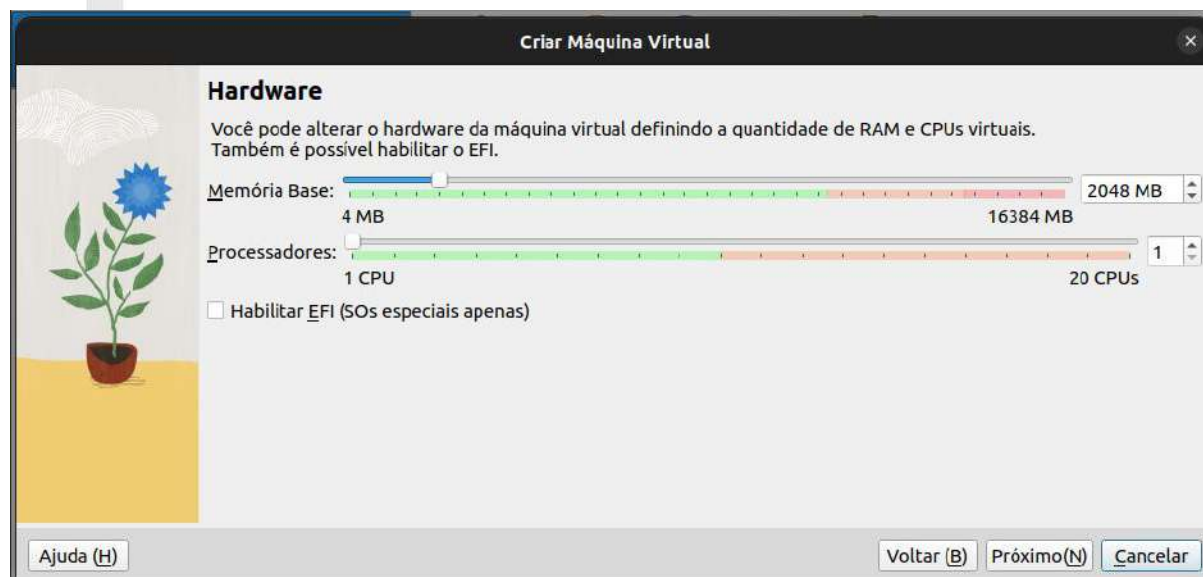 Criar Máquina Virtual
Hardware
Você pode alterar o hardware da máquina virtual definindo a quantidade de RAM e CPUs virtuais.
Também é possível habilitar o EFI.
Memória Base: 2048 MB
4 MB 16384 MB
Processadores: 1
1 CPU 20 CPUs
Habilitar EFI (SOs especiais apenas)
Ajuda (H) Voltar (B) Próximo(N) Cancelar